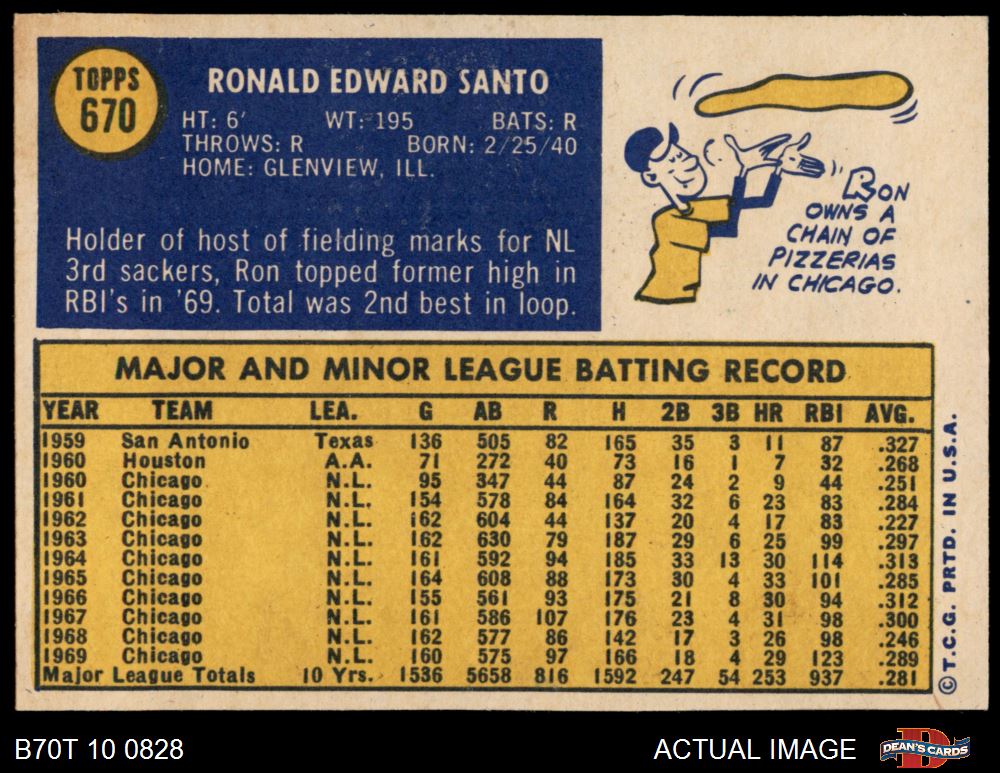 TOPPS
670
RONALD EDWARD SANTO
HT: 6' WT: 195 BATS: R
THROWS: R BORN: 2/25/40
HOME: GLENVIEW, ILL.
Holder of host of fielding marks for NL
3rd sackers, Ron topped former high in
RBI's in '69. Total was 2nd best in loop.
RON
OWNS A
CHAIN OF
PIZZERIAS
IN CHICAGO.
MAJOR AND MINOR LEAGUE BATTING RECORD
YEAR TEAM LEA. G AB R H 2B 3B HR RBI AVG.
1959 San Antonio Texas 136 505 82 165 35 3 11 87 .327
1960 Houston A.A. 71 272 40 73 16 1 7 32 .268
1960 Chicago N.L. 95 347 44 87 24 2 9 44 .251
1961 Chicago N.L. 154 578 84 164 32 6 23 83 .284
1962 Chicago N.L. 162 604 44 137 20 4 17 83 .227
1963 Chicago N.L. 162 630 79 187 29 6 25 99 .297
1964 Chicago N.L. 161 592 94 185 33 13 30 114 .313
1965 Chicago N.L. 164 608 88 173 30 4 33 101 .285
1966 Chicago N.L. 155 561 93 175 21 8 30 94 .312
1967 Chicago N.L. 161 586 107 176 23 4 31 98 .300
1968 Chicago N.L. 162 577 86 142 17 3 26 98 .246
1969 Chicago N.L. 160 575 97 166 18 4 29 123 .289
Major League Totals 10 Yrs. 1536 5658 816 1592 247 54 253 937 .281
©T.C.G. PRTD. IN U.S.A.
B70T 10 0828
ACTUAL IMAGE
DEAN'S CARDS